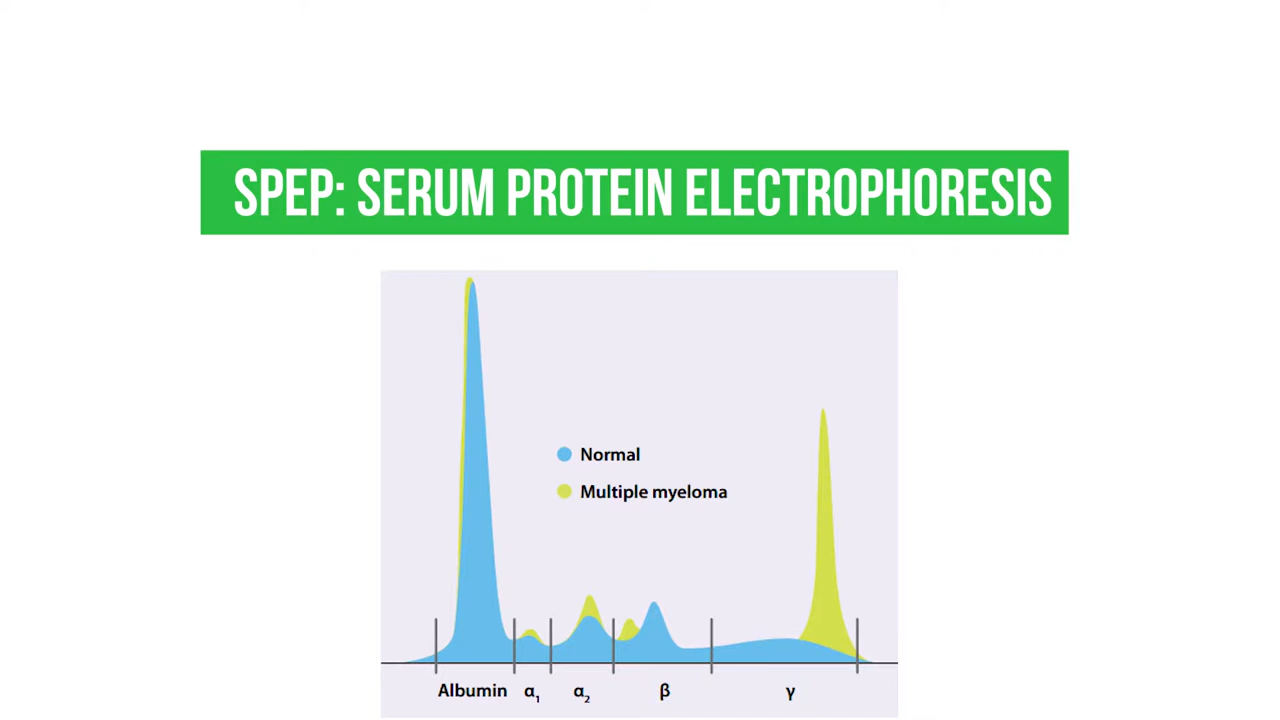 SPEP: SERUM PROTEIN ELECTROPHORESIS
Normal
Multiple myeloma
Albumin α₁ α₂ β γ